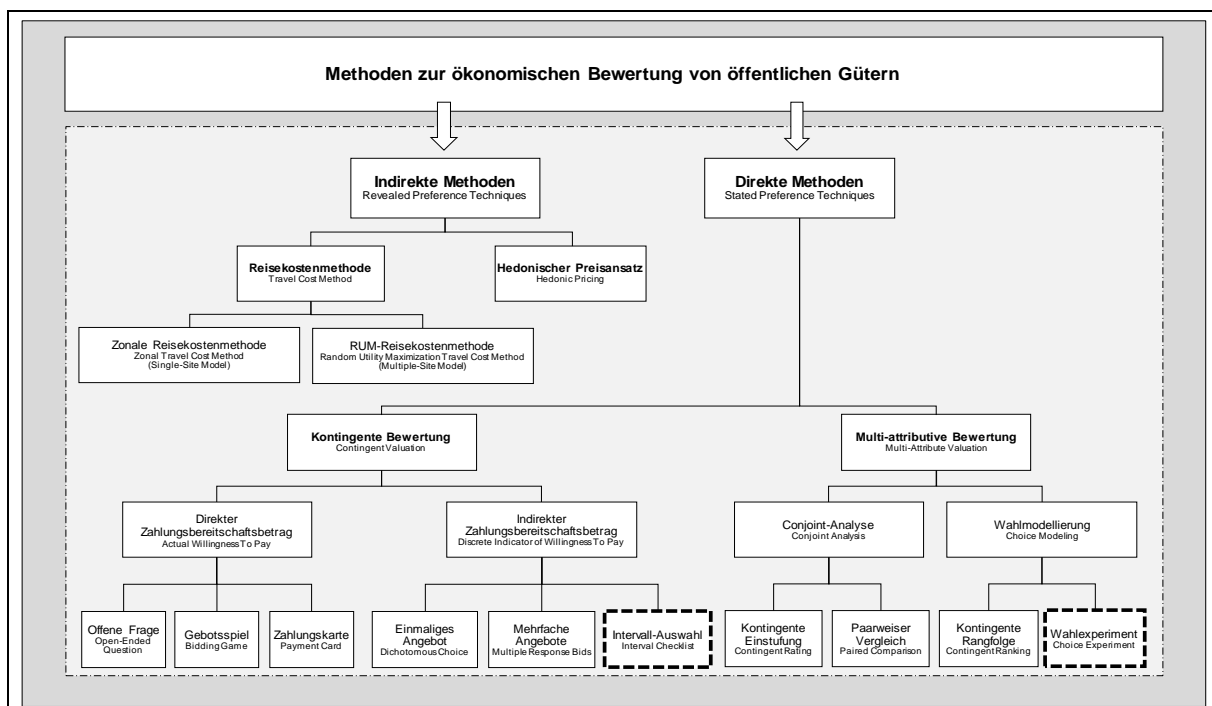 Methoden zur ökonomischen Bewertung von öffentlichen Gütern
Indirekte Methoden
Revealed Preference Techniques
Direkte Methoden
Stated Preference Techniques
Reisekostenmethode
Travel Cost Method
Hedonischer Preisansatz
Hedonic Pricing
Zonale Reisekostenmethode
Zonal Travel Cost Method
(Single-Site Model)
RUM-Reisekostenmethode
Random Utility Maximization Travel Cost Method
(Multiple-Site Model)
Kontingente Bewertung
Contingent Valuation
Multi-attributive Bewertung
Multi-Attribute Valuation
Direkter
Zahlungsbereitschaftsbetrag
Actual Willingness To Pay
Indirekter
Zahlungsbereitschaftsbetrag
Discrete Indicator of Willingness To Pay
Conjoint-Analyse
Conjoint Analysis
Wahlmodellierung
Choice Modeling
Offene Frage
Open-Ended
Question
Gebotsspiel
Bidding Game
Zahlungskarte
Payment Card
Einmaliges
Angebot
Dichotomous Choice
Mehrfache
Angebote
Multiple Response Bids
Intervall-Auswahl
Interval Checklist
Kontingente
Einstufung
Contingent Rating
Paarweiser
Vergleich
Paired Comparison
Kontingente
Rangfolge
Contingent Ranking
Wahlexperiment
Choice Experiment